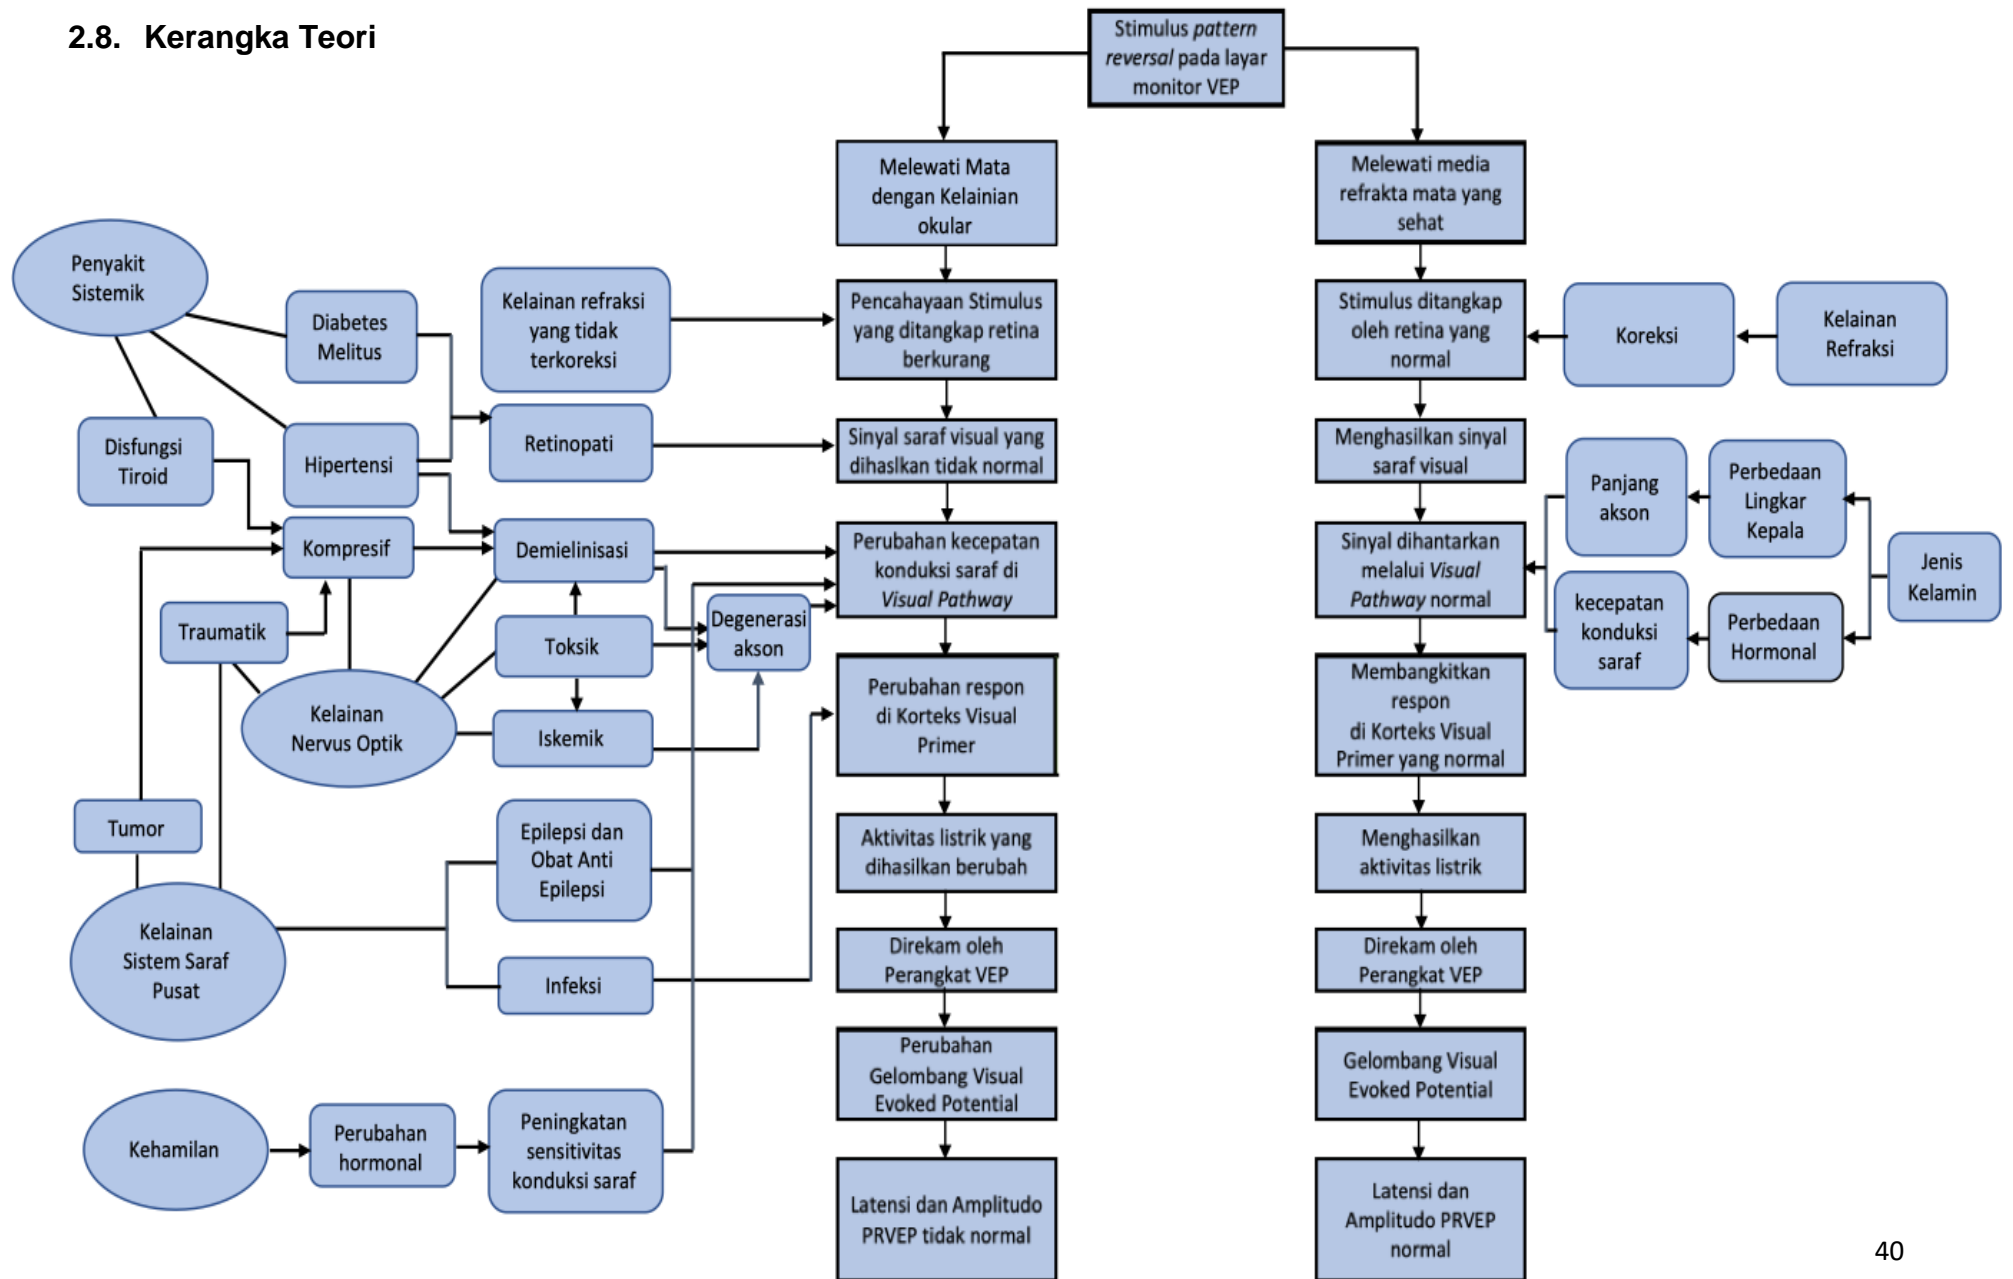 2.8. Kerangka Teori
Stimulus pattern
reversal pada layar
monitor VEP
Melewati Mata
dengan Kelainian
okular
Melewati media
refrakta mata yang
sehat
Penyakit
Sistemik
Diabetes
Melitus
Kelainan refraksi
yang tidak
terkoreksi
Pencahayaan Stimulus
yang ditangkap retina
berkurang
Stimulus ditangkap
oleh retina yang
normal
Koreksi
Kelainan
Refraksi
Disfungsi
Tiroid
Hipertensi
Retinopati
Sinyal saraf visual yang
dihaslkan tidak normal
Menghasilkan sinyal
saraf visual
Panjang
akson
Perbedaan
Lingkar
Kepala
Kompresif
Demielinisasi
Perubahan kecepatan
konduksi saraf di
Visual Pathway
Sinyal dihantarkan
melalui Visual
Pathway normal
Jenis
Kelamin
Traumatik
Toksik
Degenerasi
akson
kecepatan
konduksi
saraf
Perbedaan
Hormonal
Kelainan
Nervus Optik
Iskemik
Perubahan respon
di Korteks Visual
Primer
Membangkitkan
respon
di Korteks Visual
Primer yang normal
Tumor
Epilepsi dan
Obat Anti
Epilepsi
Aktivitas listrik yang
dihasilkan berubah
Menghasilkan
aktivitas listrik
Kelainan
Sistem Saraf
Pusat
Infeksi
Direkam oleh
Perangkat VEP
Direkam oleh
Perangkat VEP
Perubahan
Gelombang Visual
Evoked Potential
Gelombang Visual
Evoked Potential
Kehamilan
Perubahan
hormonal
Peningkatan
sensitivitas
konduksi saraf
Latensi dan Amplitudo
PRVEP tidak normal
Latensi dan
Amplitudo PRVEP
normal
40